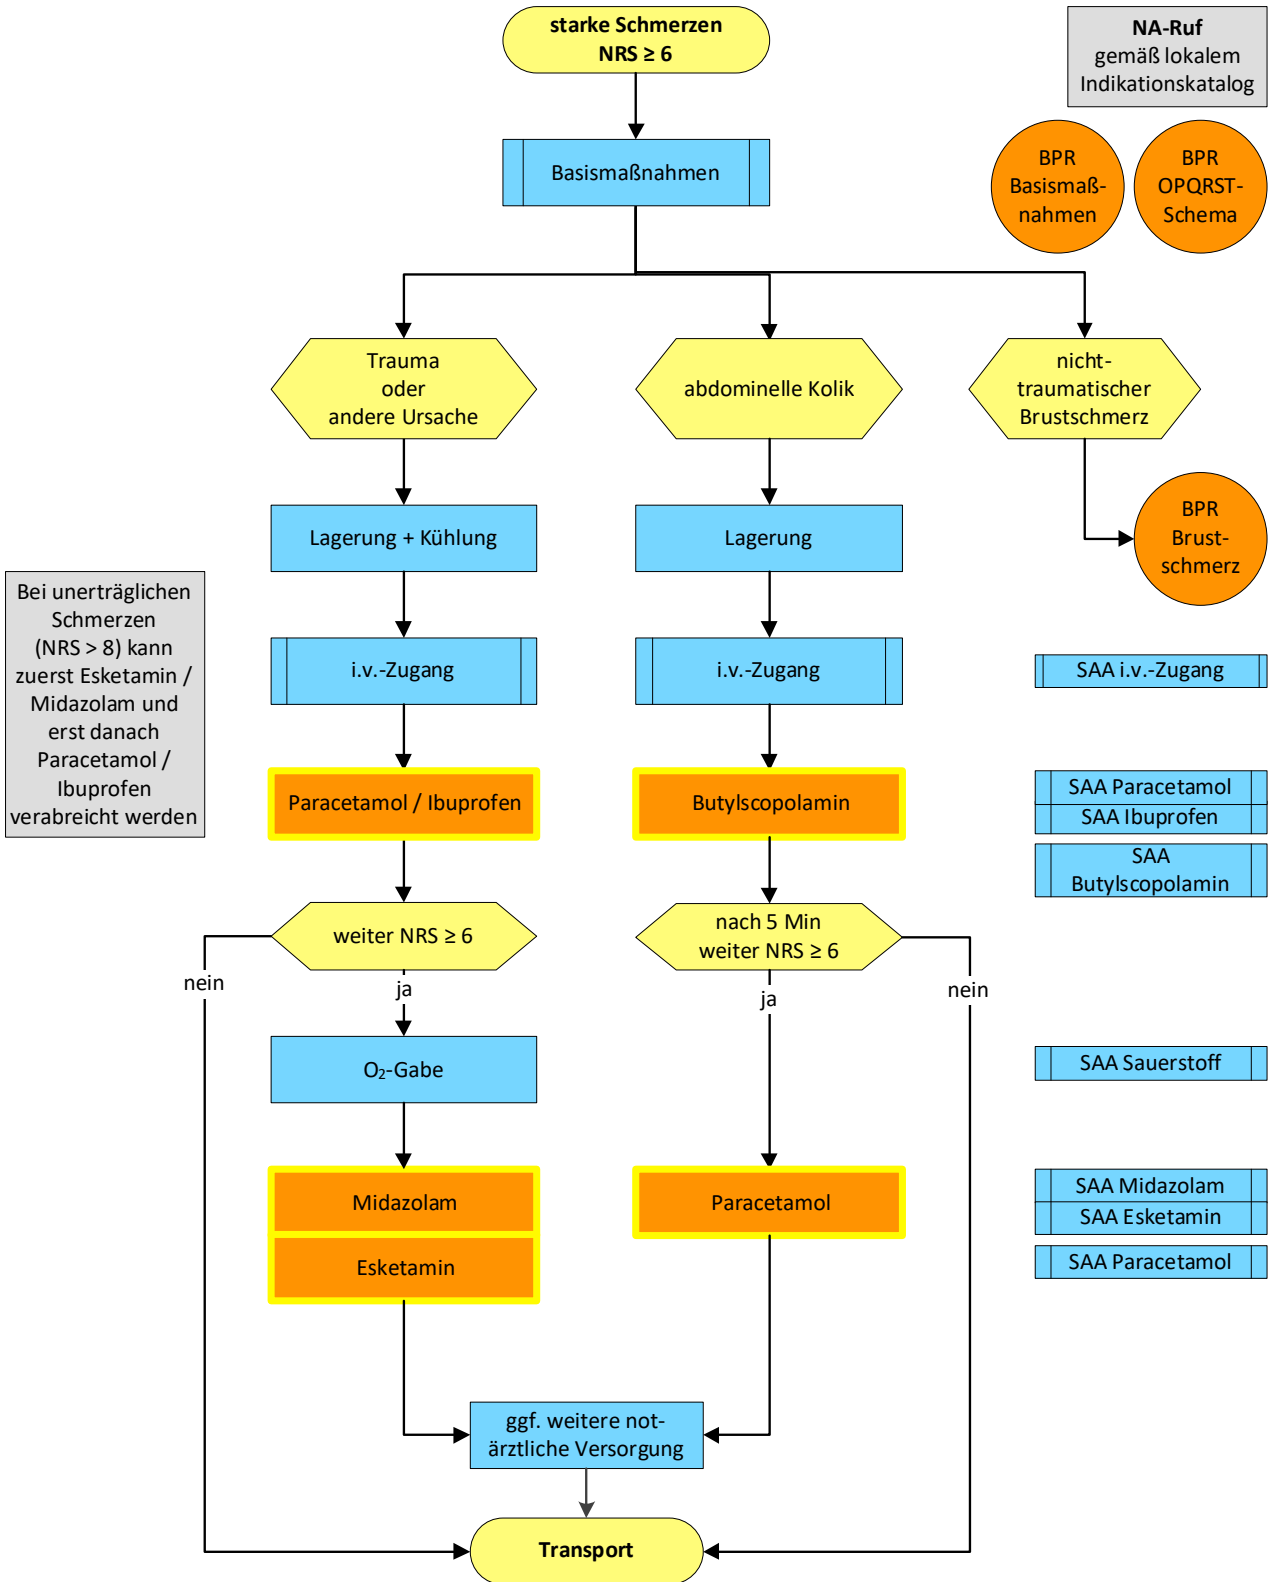 starke Schmerzen
NRS ≥ 6
NA-Ruf
gemäß lokalem
Indikationskatalog
Basismaßnahmen
BPR
Basismaß-
nahmen
BPR
OPQRST-
Schema
Trauma
oder
andere Ursache
abdominelle Kolik
nicht-
traumatischer
Brustschmerz
Lagerung + Kühlung
Lagerung
BPR
Brust-
schmerz
Bei unerträglichen
Schmerzen
(NRS > 8) kann
zuerst Esketamin /
Midazolam und
erst danach
Paracetamol /
Ibuprofen
verabreicht werden
i.v.-Zugang
i.v.-Zugang
SAA i.v.-Zugang
Paracetamol / Ibuprofen
Butylscopolamin
SAA Paracetamol
SAA Ibuprofen
SAA
Butylscopolamin
weiter NRS ≥ 6
nach 5 Min
weiter NRS ≥ 6
nein
ja
ja
nein
O₂-Gabe
SAA Sauerstoff
Midazolam
Esketamin
Paracetamol
SAA Midazolam
SAA Esketamin
SAA Paracetamol
ggf. weitere not-
ärztliche Versorgung
Transport